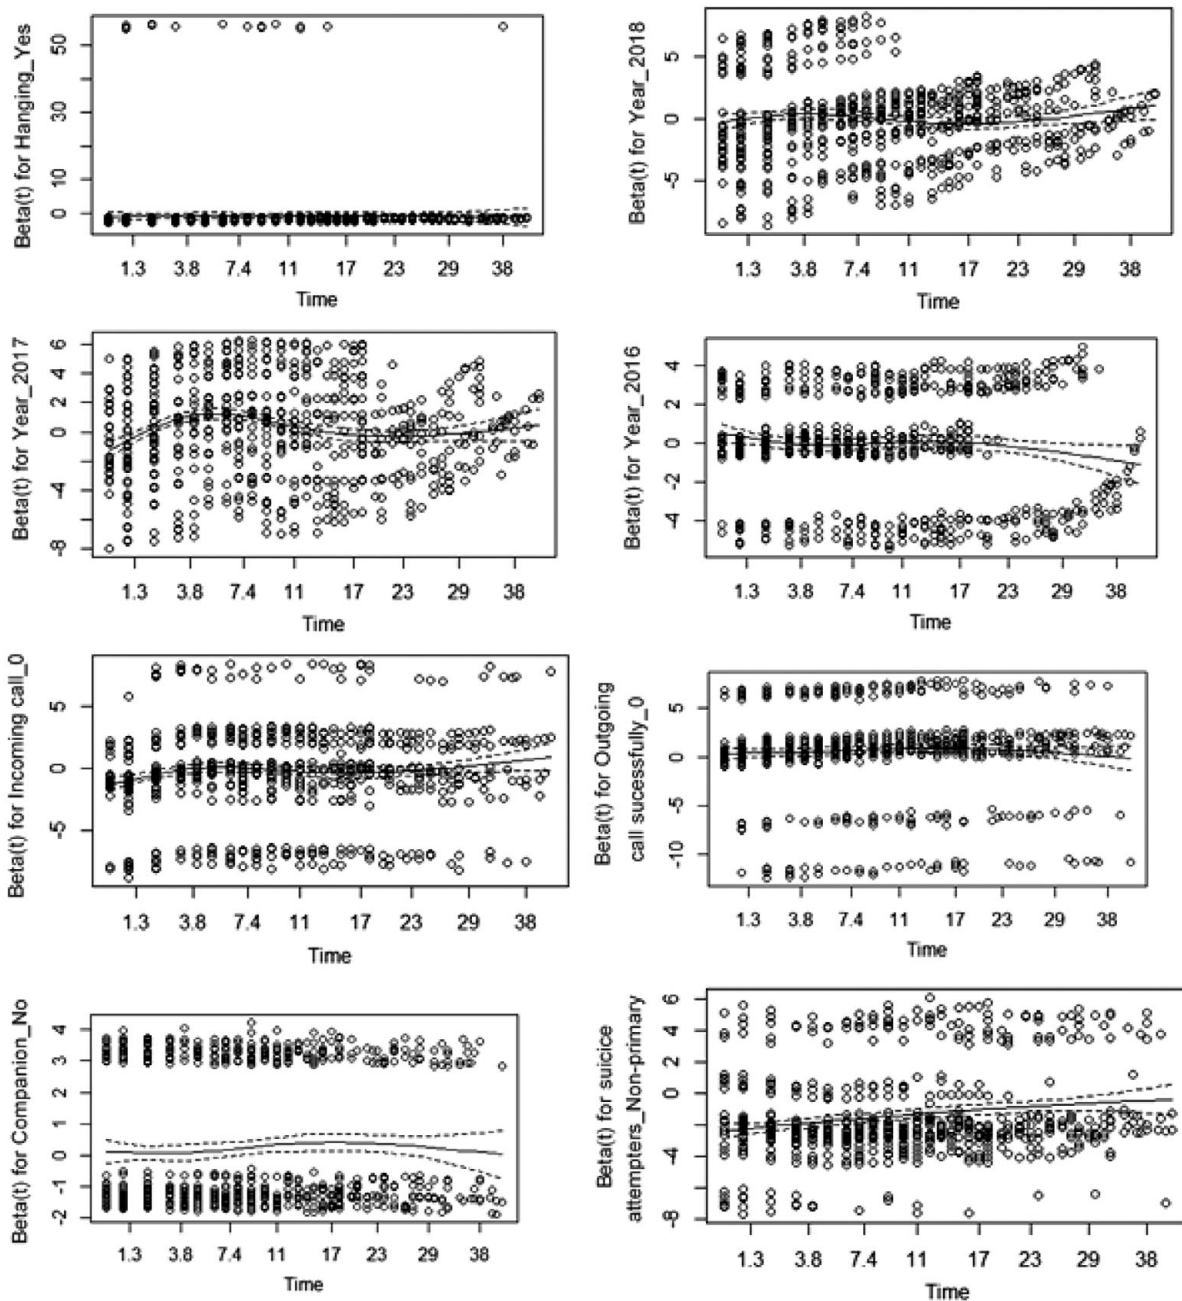 Beta(t) for Hanging_Yes
50
30
10
0
1.3 3.8 7.4 11 17 23 29 38
Time
Beta(t) for Year_2018
5
0
-5
1.3 3.8 7.4 11 17 23 29 38
Time
Beta(t) for Year_2017
6
4
2
0
-4
-8
1.3 3.8 7.4 11 17 23 29 38
Time
Beta(t) for Year_2016
4
2
0
-2
-4
1.3 3.8 7.4 11 17 23 29 38
Time
Beta(t) for Incoming call_0
5
0
-5
1.3 3.8 7.4 11 17 23 29 38
Time
Beta(t) for Outgoing
call sucessfully_0
5
0
-5
-10
1.3 3.8 7.4 11 17 23 29 38
Time
Beta(t) for Companion_No
4
3
2
1
0
-1
-2
1.3 3.8 7.4 11 17 23 29 38
Time
Beta(t) for suicice
attempters_Non-primary
6
4
0
-4
-8
1.3 3.8 7.4 11 17 23 29 38
Time